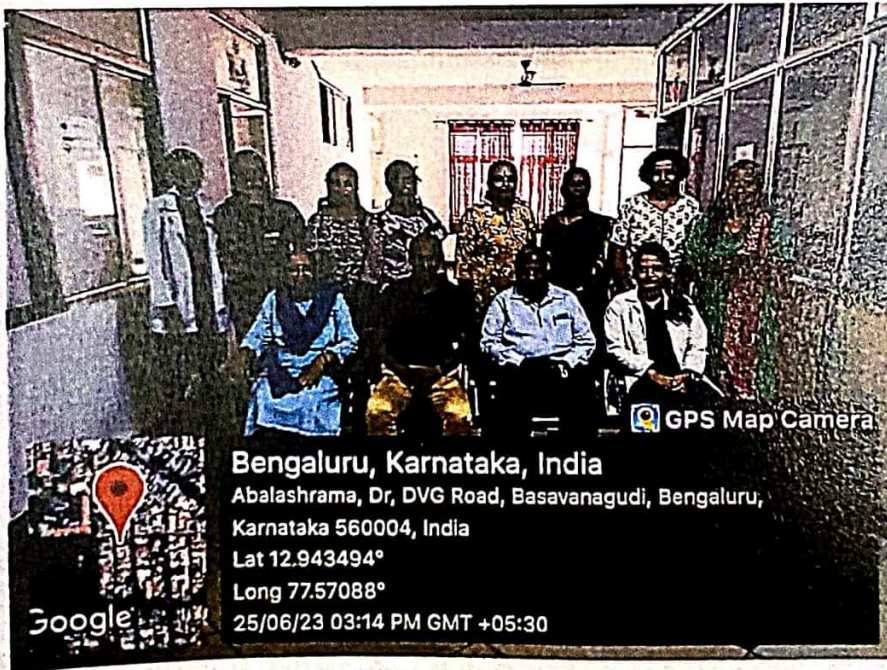 GPS Map Camera
Bengaluru, Karnataka, India
Abalashrama, Dr, DVG Road, Basavanagudi, Bengaluru,
Karnataka 560004, India
Lat 12.943494°
Long 77.57088°
25/06/23 03:14 PM GMT +05:30
Google